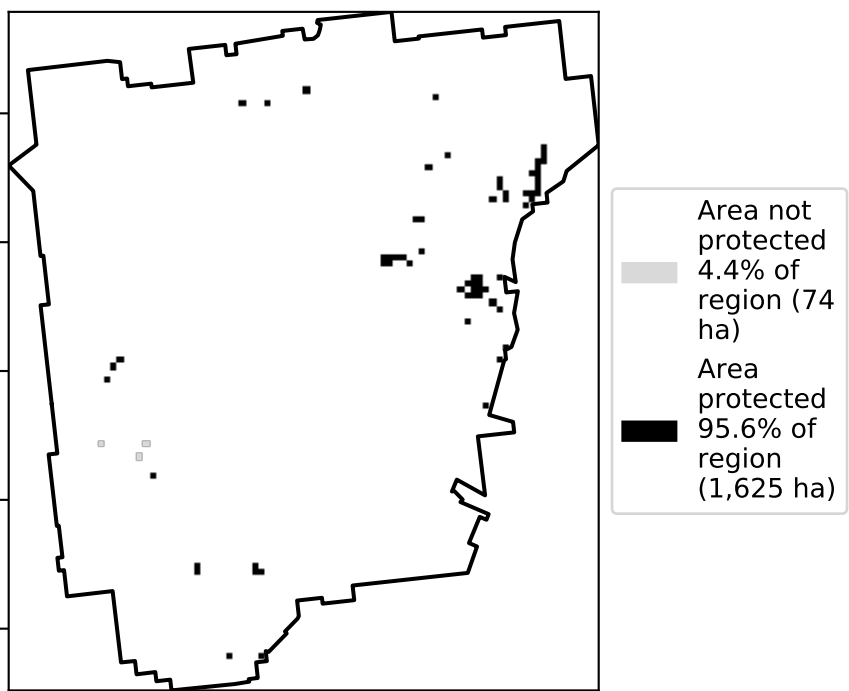 Area not
protected
4.4% of
region (74
ha)
Area
protected
95.6% of
region
(1,625 ha)